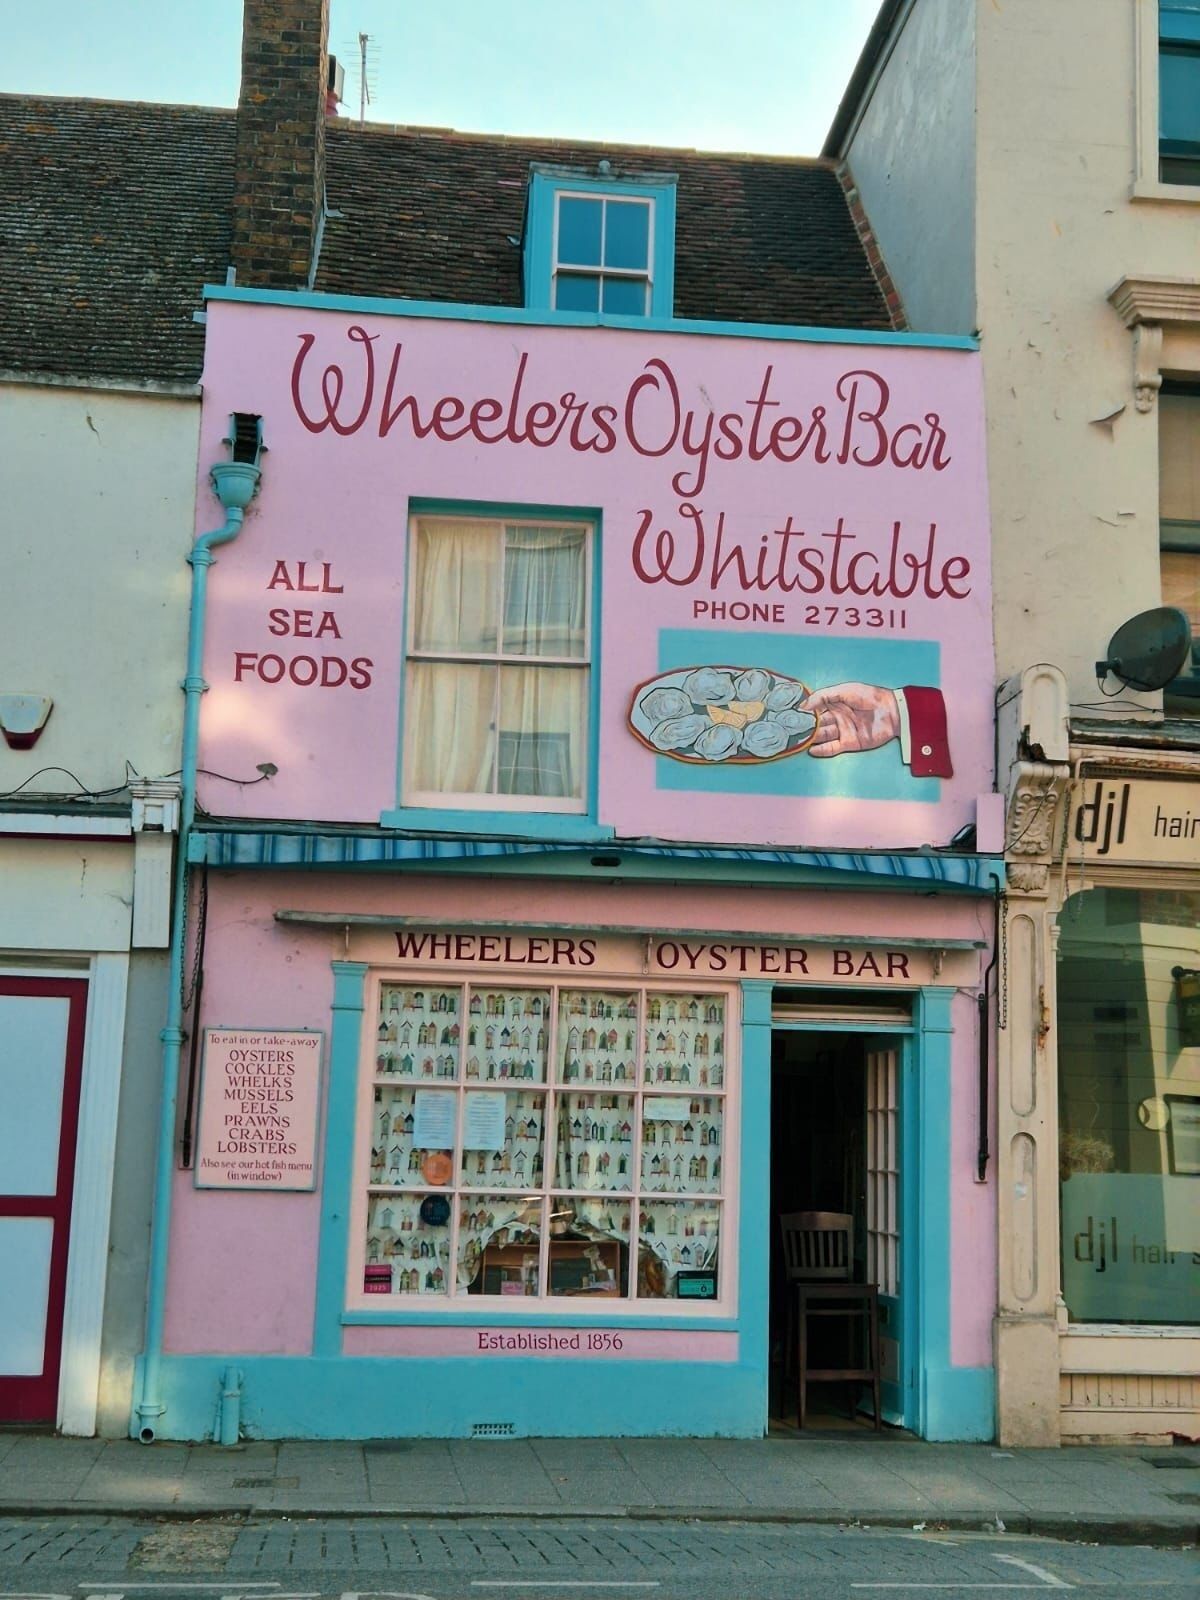 Wheelers Oyster Bar
Whitstable
PHONE 273311
ALL
SEA
FOODS
djl hair
WHEELERS OYSTER BAR
To eat in or take-away
OYSTERS
COCKLES
WHELKS
MUSSELS
EELS
PRAWNS
CRABS
LOBSTERS
Also see our hot fish menu
(in window)
djl hair s
Established 1856